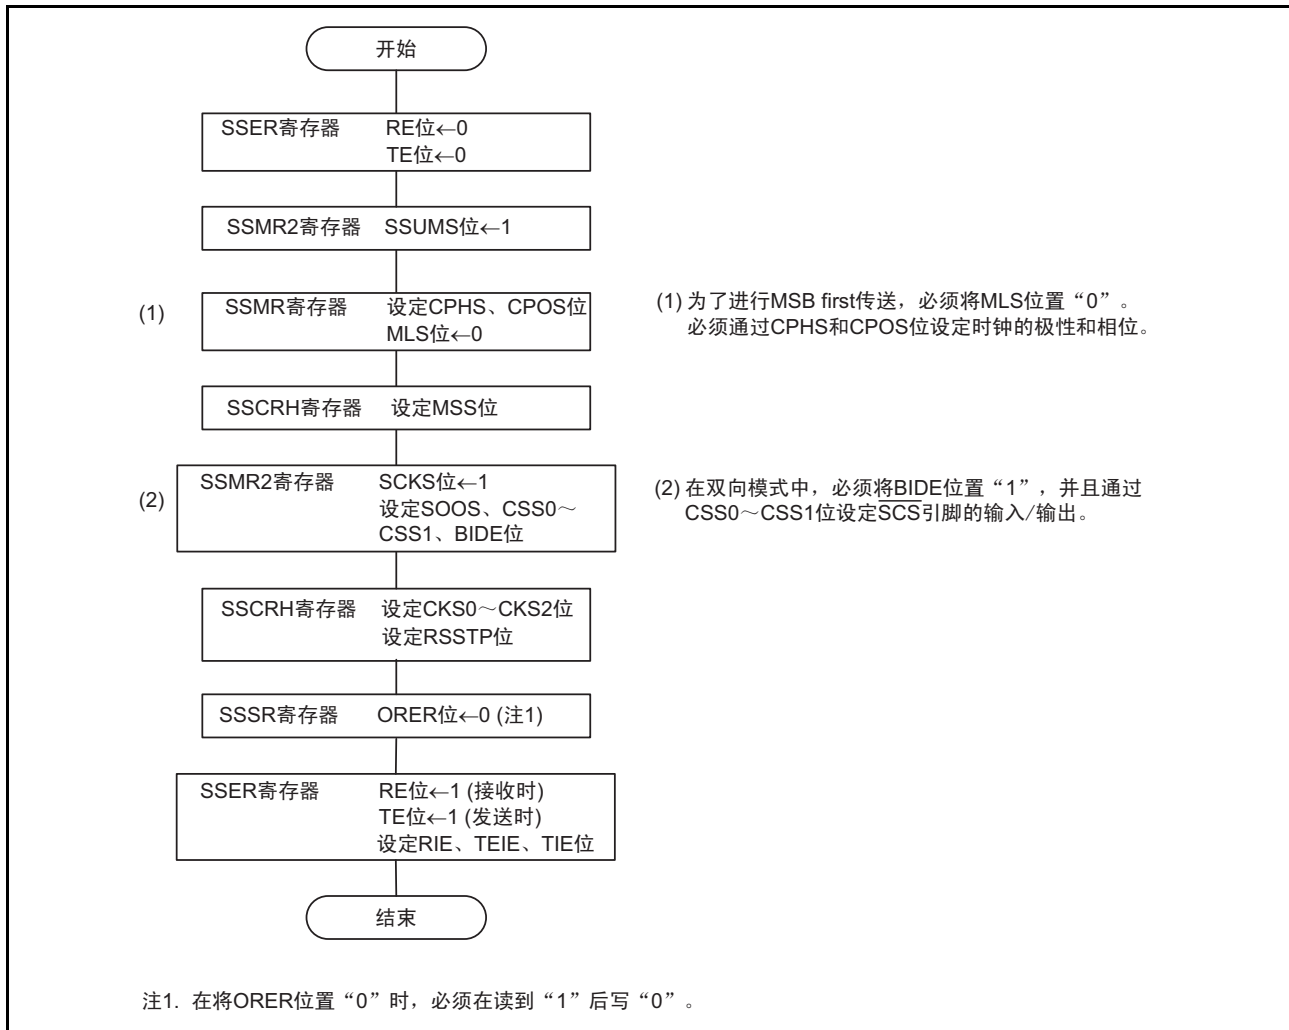 开始
SSER寄存器 RE位←0
TE位←0
SSMR2寄存器 SSUMS位←1
(1) SSMR寄存器 设定CPHS、CPOS位
MLS位←0
(1) 为了进行MSB first传送，必须将MLS位置“0”。
必须通过CPHS和CPOS位设定时钟的极性和相位。
SSCRH寄存器 设定MSS位
(2) SSMR2寄存器 SCKS位←1
设定SOOS、CSS0～
CSS1、BIDE位
(2) 在双向模式中，必须将BIDE位置“1”，并且通过
CSS0～CSS1位设定SCS引脚的输入/输出。
SSCRH寄存器 设定CKS0～CKS2位
设定RSSTP位
SSSR寄存器 ORER位←0 (注1)
SSER寄存器 RE位←1 (接收时)
TE位←1 (发送时)
设定RIE、TEIE、TIE位
结束
注1. 在将ORER位置“0”时，必须在读到“1”后写“0”。